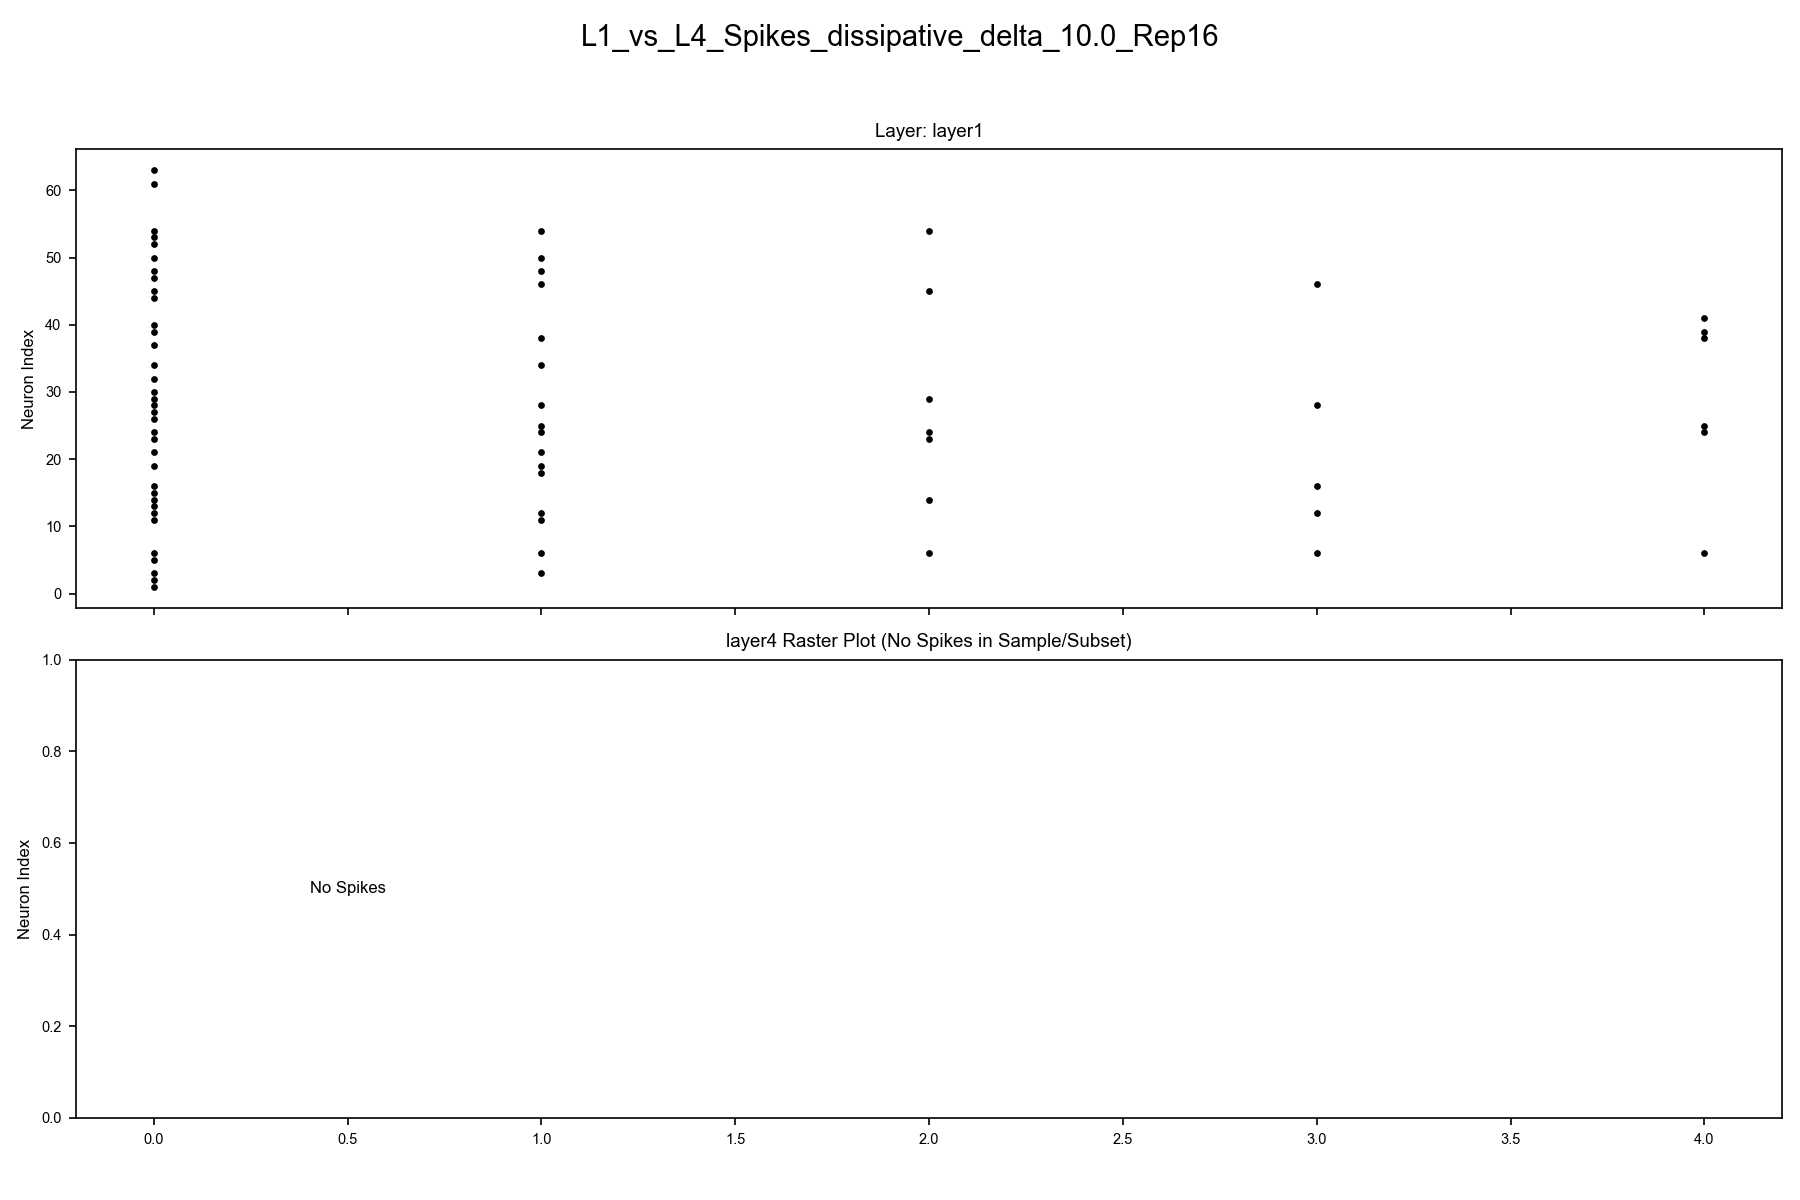 L1_vs_L4_Spikes_dissipative_delta_10.0_Rep16
Layer: layer1
Neuron Index
60
50
40
30
20
10
0
layer4 Raster Plot (No Spikes in Sample/Subset)
Neuron Index
1.0
0.8
0.6
0.4
0.2
0.0
No Spikes
0.0 0.5 1.0 1.5 2.0 2.5 3.0 3.5 4.0